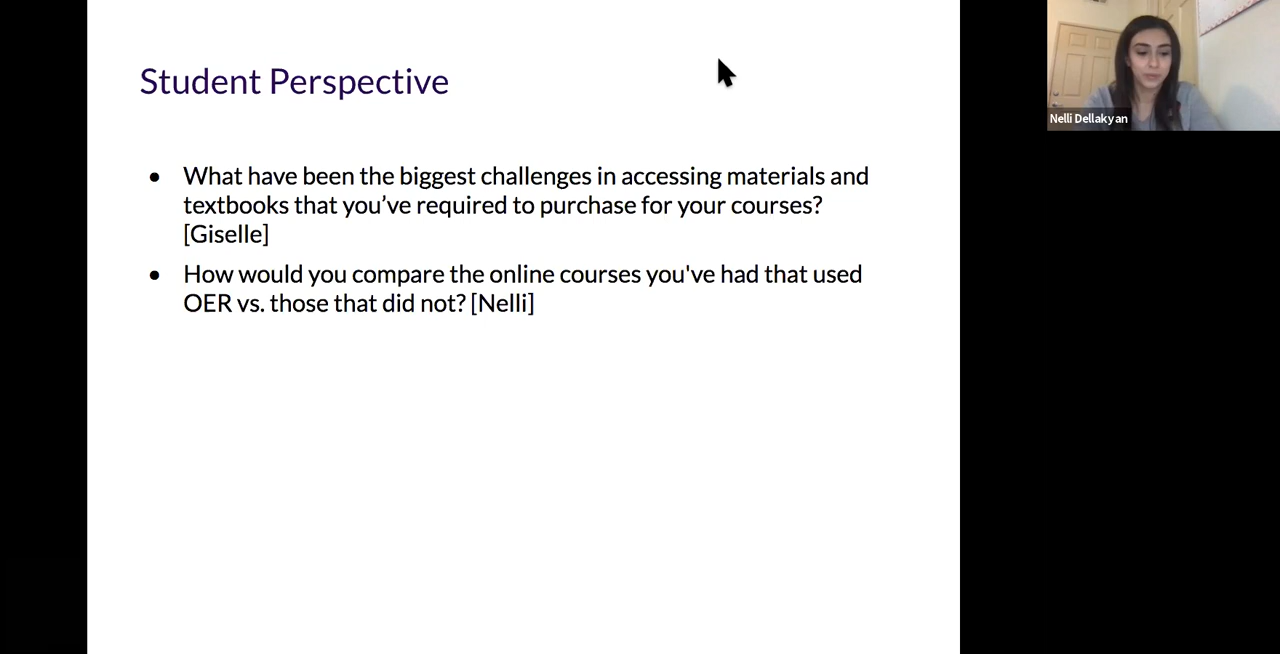 Student Perspective
● What have been the biggest challenges in accessing materials and
textbooks that you’ve required to purchase for your courses?
[Giselle]
● How would you compare the online courses you've had that used
OER vs. those that did not? [Nelli]
Nelli Dellakyan